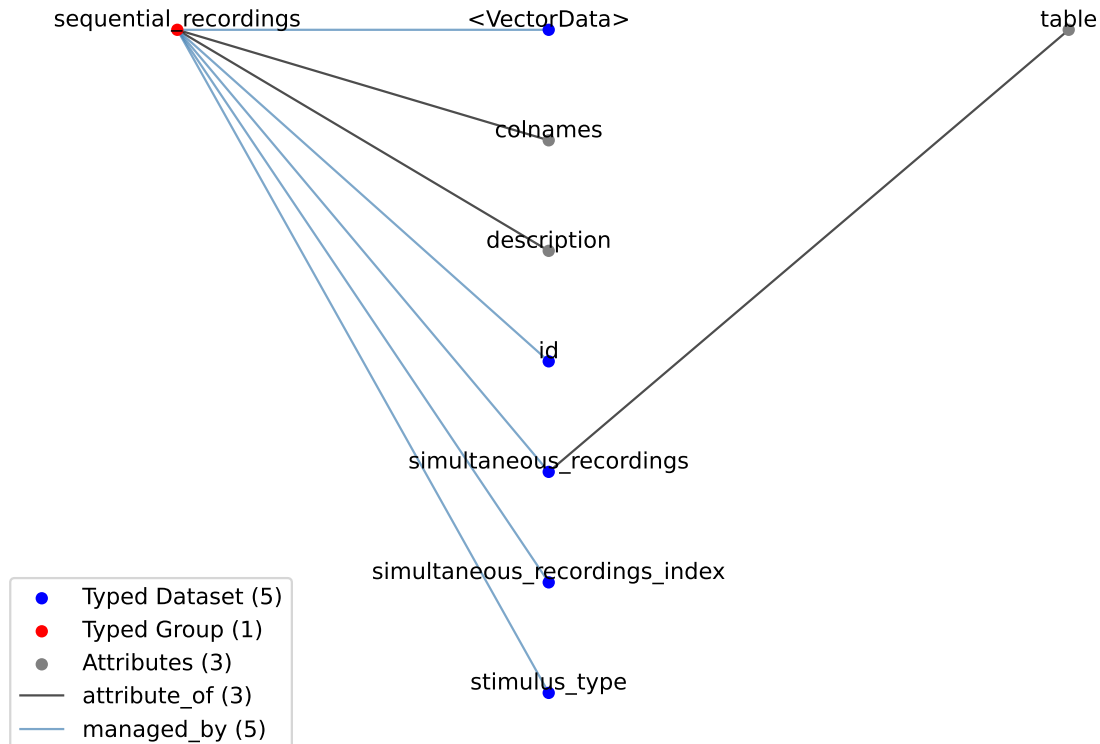 sequential_recordings
<VectorData>
table
colnames
description
id
simultaneous_recordings
simultaneous_recordings_index
stimulus_type
Typed Dataset (5)
Typed Group (1)
Attributes (3)
attribute_of (3)
managed_by (5)